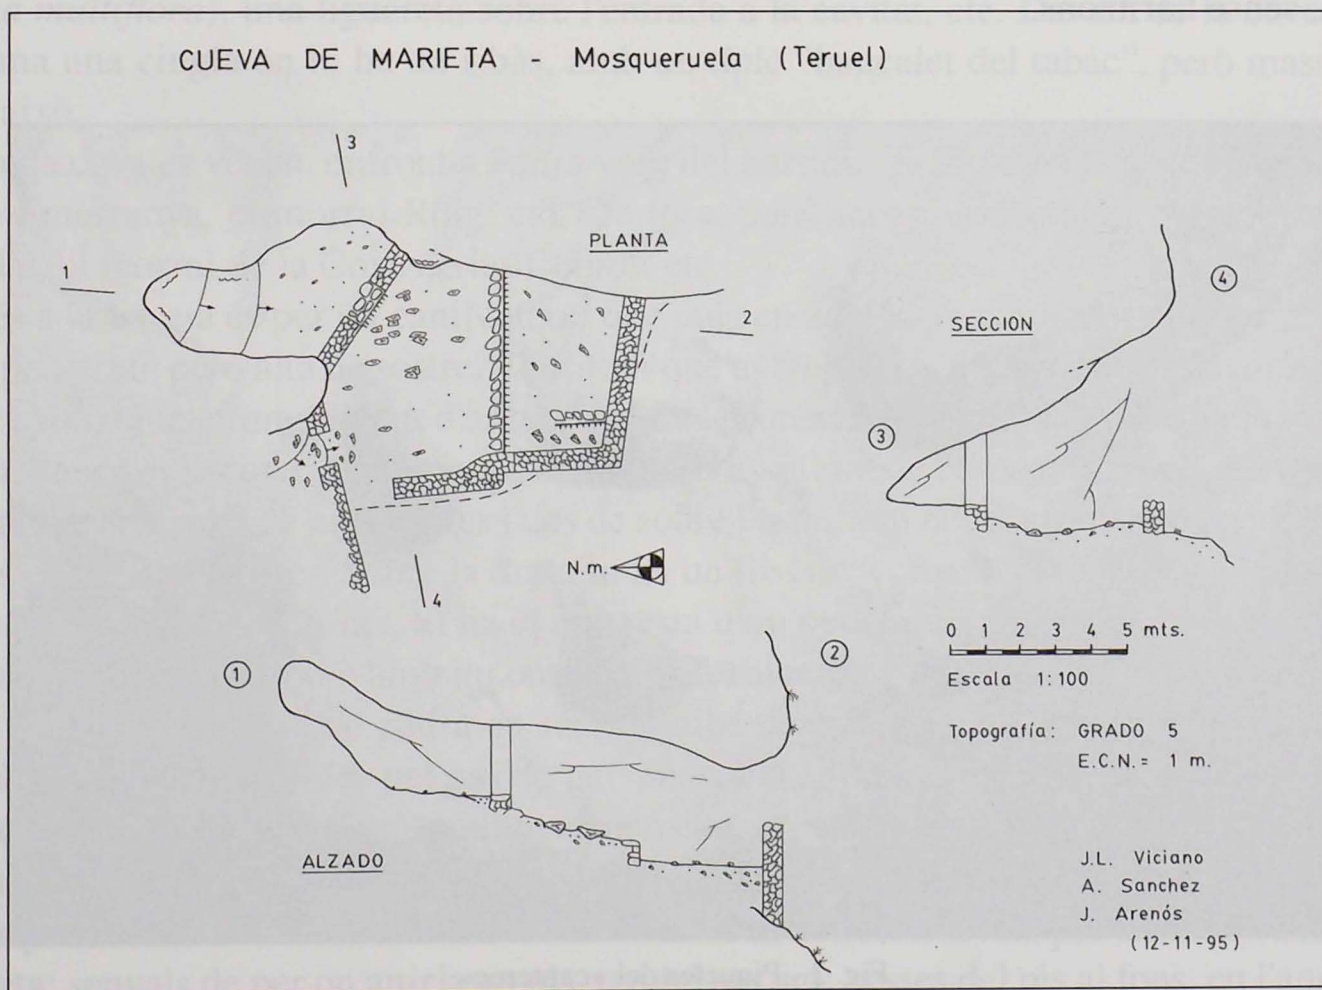 CUEVA DE MARIETA - Mosqueruela (Teruel)
3
PLANTA
1
2
4
SECCION
3
4
N.m.
0 1 2 3 4 5 mts.
Escala 1:100
1
2
Topografía: GRADO 5
E.C.N. = 1 m.
ALZADO
J.L. Viciano
A. Sanchez
J. Arenós
(12-11-95)